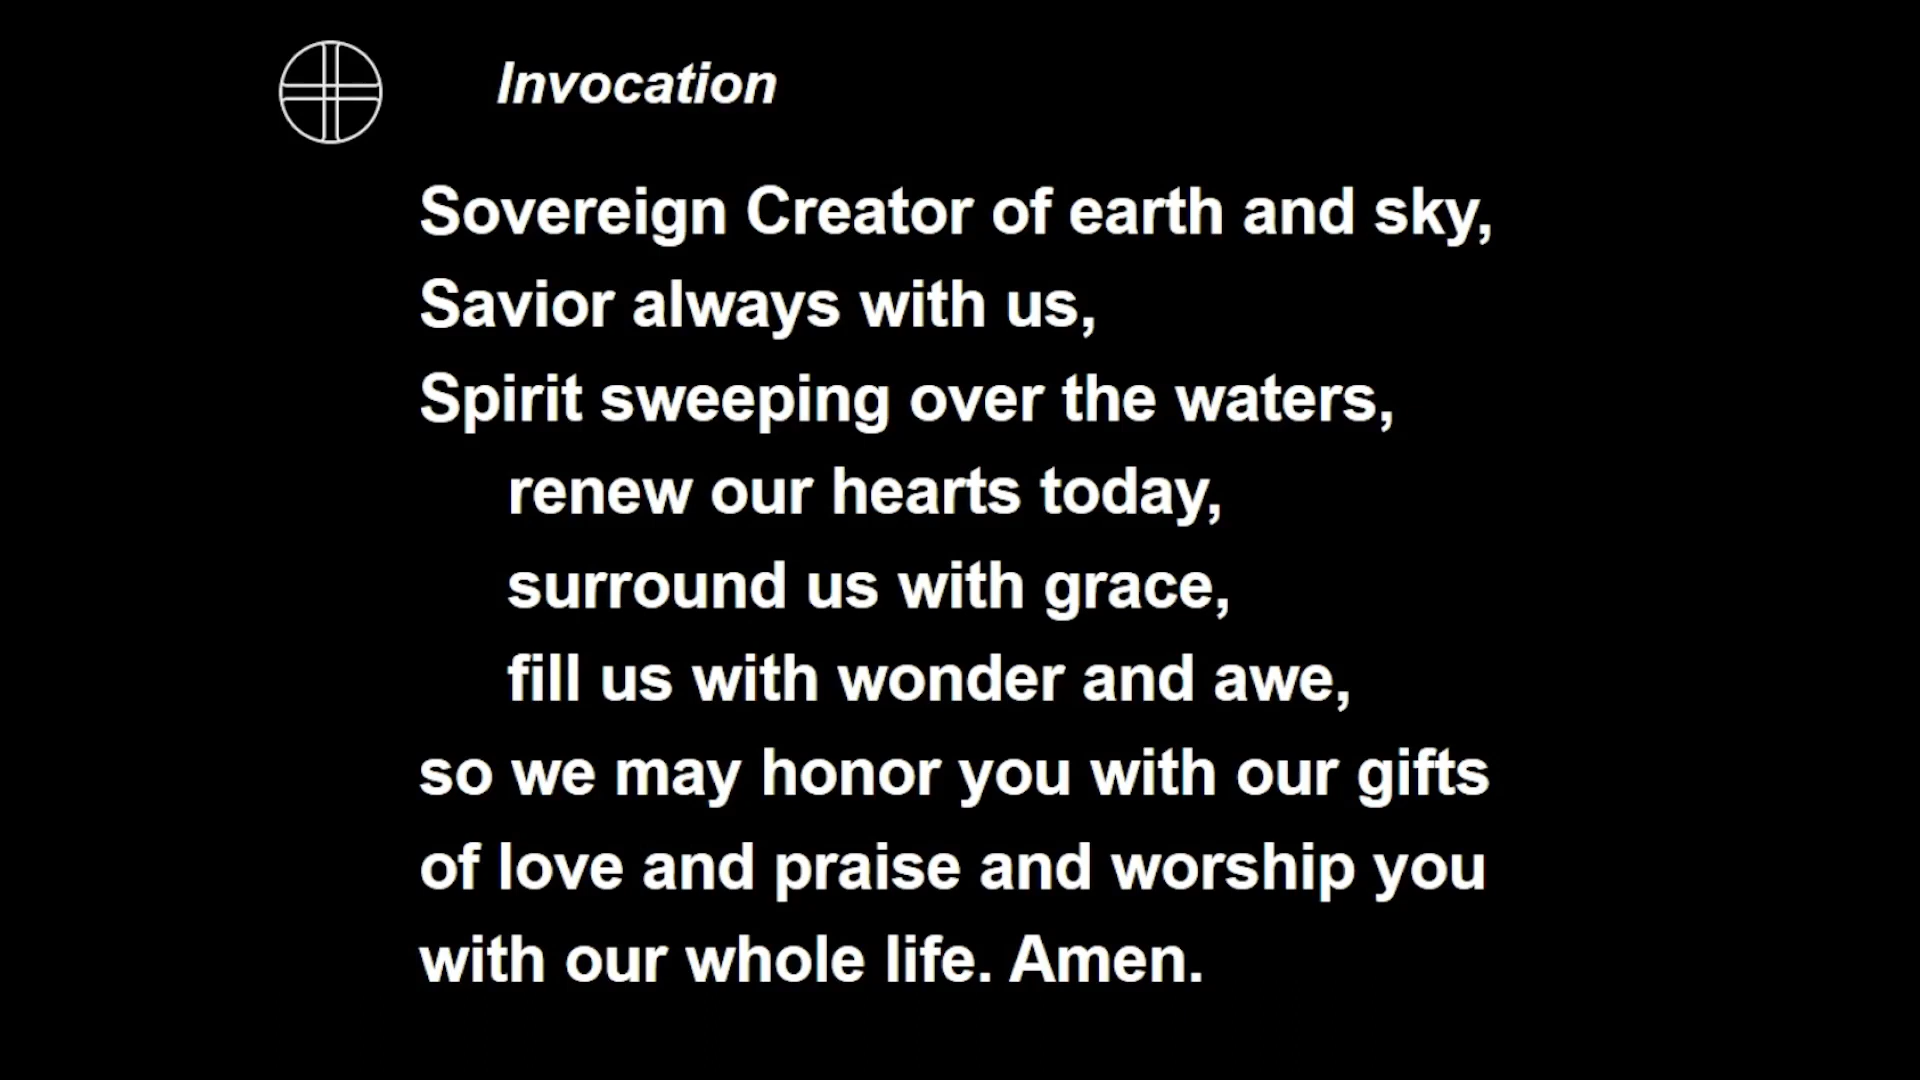 Invocation
Sovereign Creator of earth and sky,
Savior always with us,
Spirit sweeping over the waters,
renew our hearts today,
surround us with grace,
fill us with wonder and awe,
so we may honor you with our gifts
of love and praise and worship you
with our whole life. Amen.